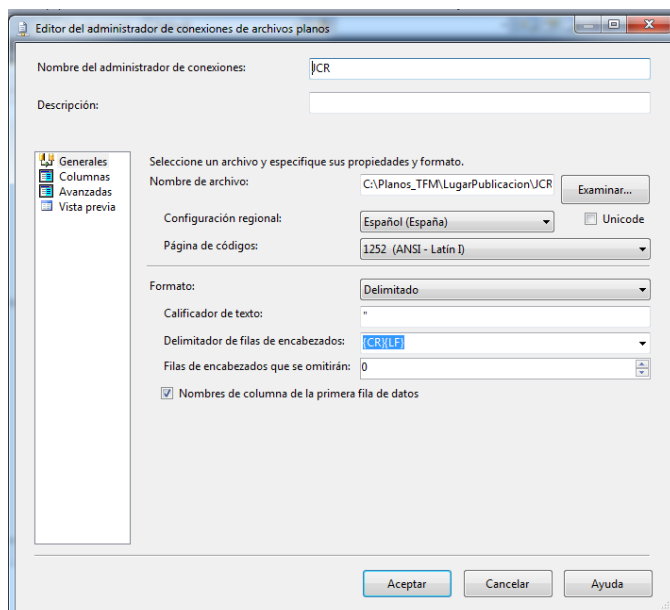 Editor del administrador de conexiones de archivos planos
Nombre del administrador de conexiones: JCR
Descripción:
Generales
Columnas
Avanzadas
Vista previa
Seleccione un archivo y especifique sus propiedades y formato.
Nombre de archivo: C:\Planos_TFM\LugarPublicacion\JCR Examinar...
Configuración regional: Español (España) Unicode
Página de códigos: 1252 (ANSI - Latín I)
Formato: Delimitado
Calificador de texto: "
Delimitador de filas de encabezados: {CR}{LF}
Filas de encabezados que se omitirán: 0
Nombres de columna de la primera fila de datos
Aceptar Cancelar Ayuda